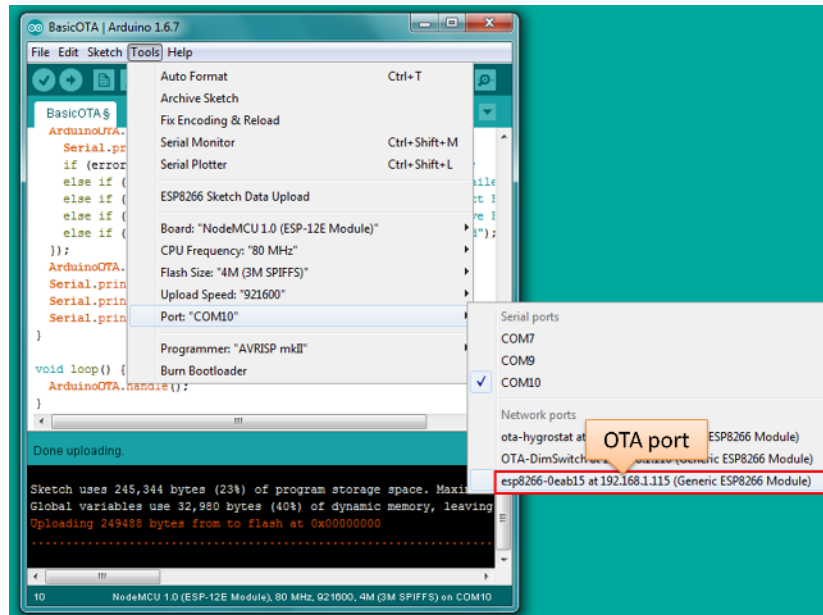 BasicOTA | Arduino 1.6.7
File Edit Sketch Tools Help
BasicOTA §
Auto Format Ctrl+T
Archive Sketch
Fix Encoding & Reload
Serial Monitor Ctrl+Shift+M
Serial Plotter Ctrl+Shift+L
ESP8266 Sketch Data Upload
Board: "NodeMCU 1.0 (ESP-12E Module)"
CPU Frequency: "80 MHz"
Flash Size: "4M (3M SPIFFS)"
Upload Speed: "921600"
Port: "COM10"
Programmer: "AVRISP mkII"
Burn Bootloader
ArduinoOTA.
Serial.pr
if (error
else if (
else if (
else if (
else if ( ");
});
ArduinoOTA.
Serial.prin
Serial.prin
Serial.prin
}
void loop() {
ArduinoOTA.handle();
}
Serial ports
COM7
COM9
COM10
Network ports
ota-hygrostat at ESP8266 Module)
OTA port
OTA-DimSwitch ESP8266 Module)
esp8266-0eab15 at 192.168.1.115 (Generic ESP8266 Module)
Done uploading.
Sketch uses 245,344 bytes (23%) of program storage space.
Global variables use 32,980 bytes (40%) of dynamic memory, leaving
Uploading 249488 bytes from to flash at 0x00000000
................................................................
10 NodeMCU 1.0 (ESP-12E Module), 80 MHz, 921600, 4M (3M SPIFFS) on COM10